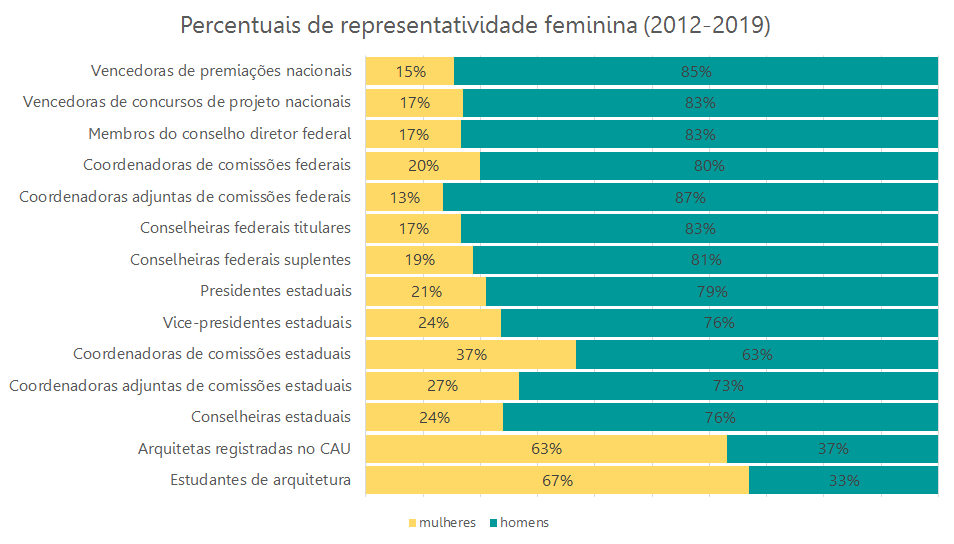 Percentuais de representatividade feminina (2012-2019)
Vencedoras de premiações nacionais 15% 85%
Vencedoras de concursos de projeto nacionais 17% 83%
Membros do conselho diretor federal 17% 83%
Coordenadoras de comissões federais 20% 80%
Coordenadoras adjuntas de comissões federais 13% 87%
Conselheiras federais titulares 17% 83%
Conselheiras federais suplentes 19% 81%
Presidentes estaduais 21% 79%
Vice-presidentes estaduais 24% 76%
Coordenadoras de comissões estaduais 37% 63%
Coordenadoras adjuntas de comissões estaduais 27% 73%
Conselheiras estaduais 24% 76%
Arquitetas registradas no CAU 63% 37%
Estudantes de arquitetura 67% 33%
mulheres homens